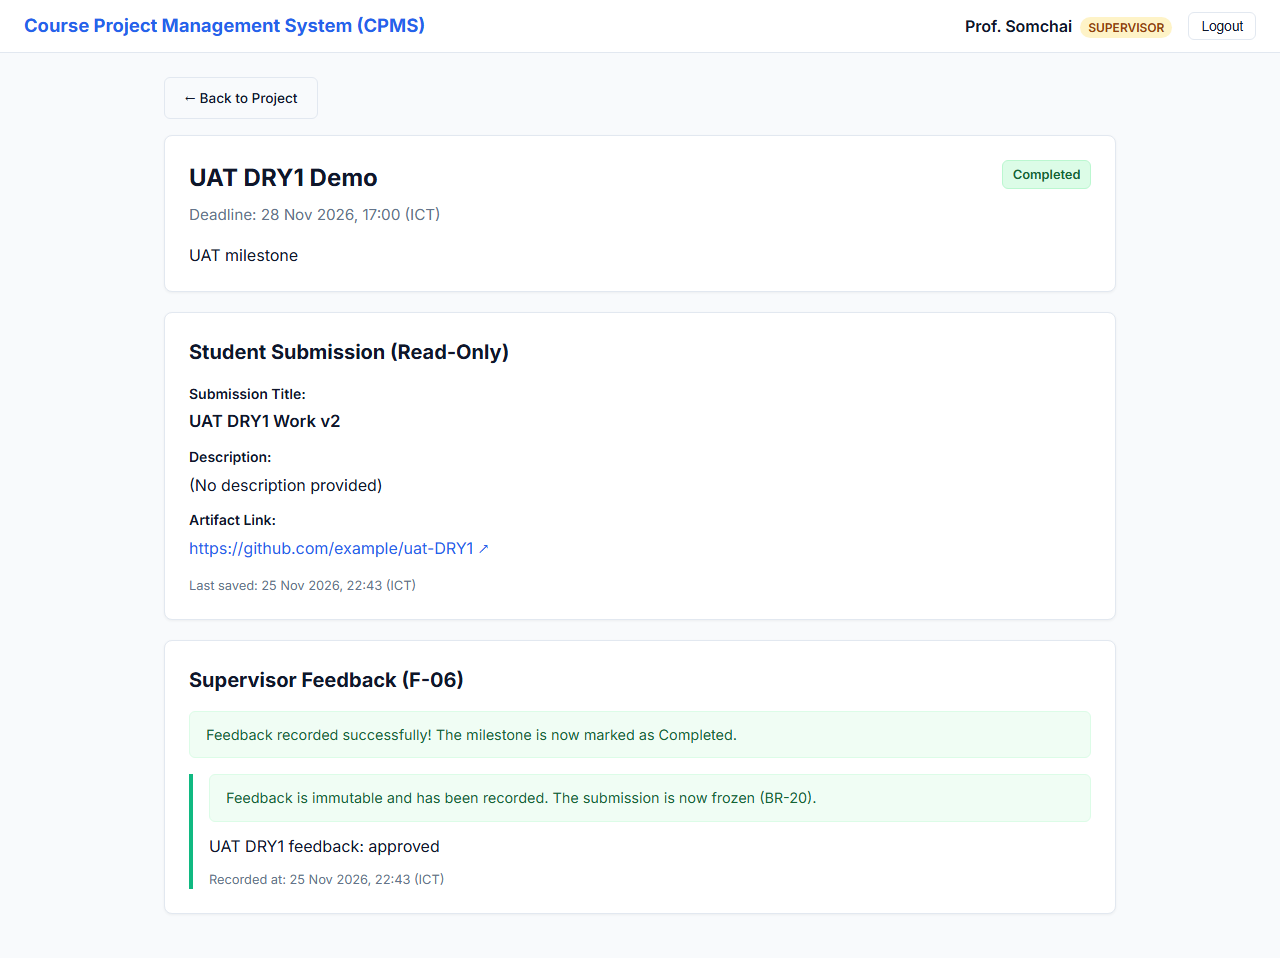 Course Project Management System (CPMS)
Prof. Somchai SUPERVISOR Logout
← Back to Project
UAT DRY1 Demo
Completed
Deadline: 28 Nov 2026, 17:00 (ICT)
UAT milestone
Student Submission (Read-Only)
Submission Title:
UAT DRY1 Work v2
Description:
(No description provided)
Artifact Link:
https://github.com/example/uat-DRY1 ↗
Last saved: 25 Nov 2026, 22:43 (ICT)
Supervisor Feedback (F-06)
Feedback recorded successfully! The milestone is now marked as Completed.
Feedback is immutable and has been recorded. The submission is now frozen (BR-20).
UAT DRY1 feedback: approved
Recorded at: 25 Nov 2026, 22:43 (ICT)